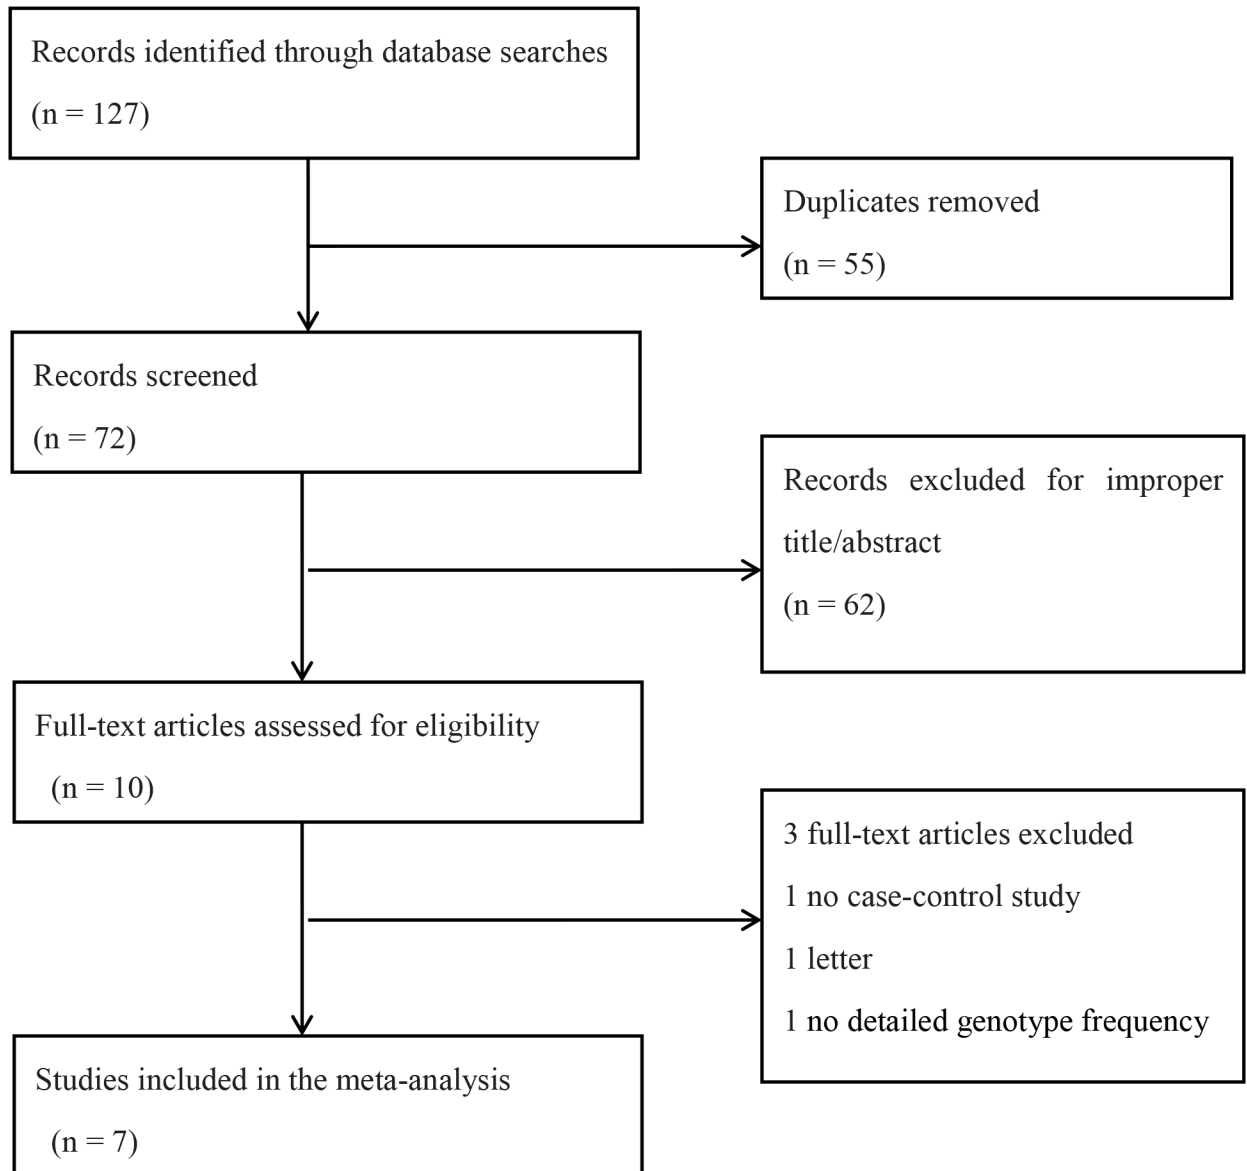 Records identified through database searches
(n = 127)
Duplicates removed
(n = 55)
Records screened
(n = 72)
Records excluded for improper
title/abstract
(n = 62)
Full-text articles assessed for eligibility
(n = 10)
3 full-text articles excluded
1 no case-control study
1 letter
1 no detailed genotype frequency
Studies included in the meta-analysis
(n = 7)